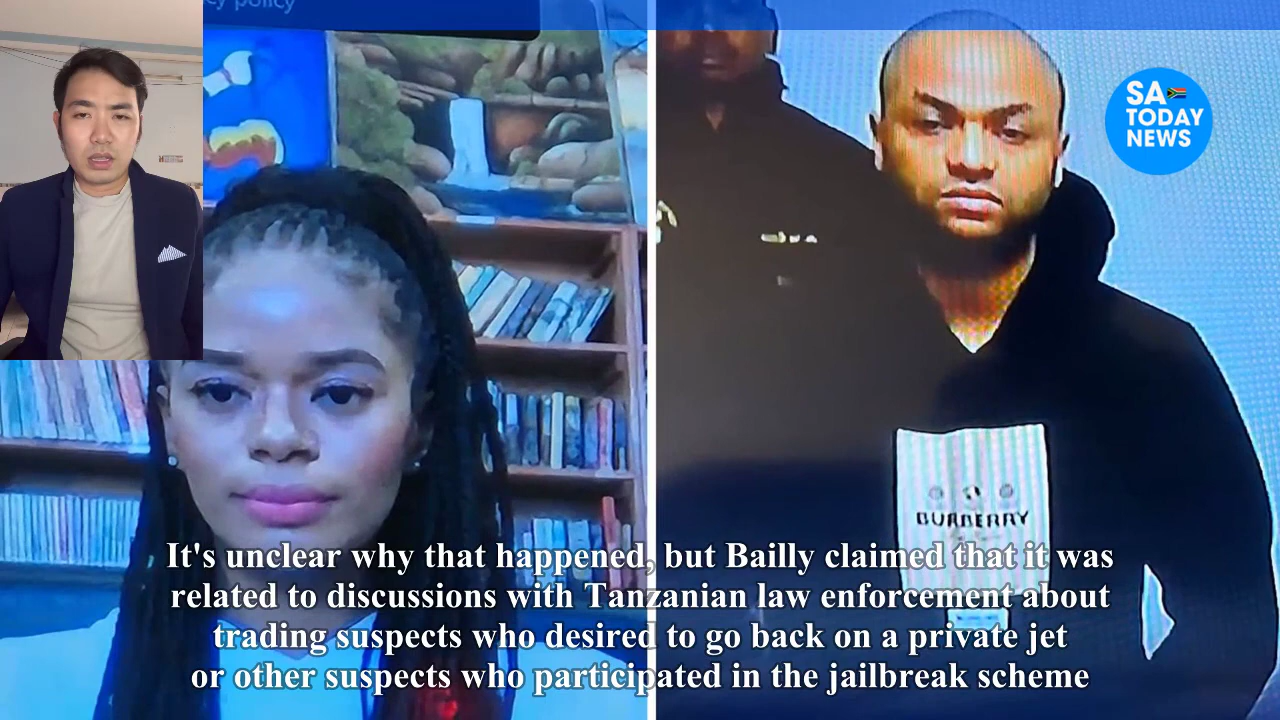 cy policy
SA
TODAY
NEWS
BURBERRY
It's unclear why that happened, but Bailly claimed that it was
related to discussions with Tanzanian law enforcement about
trading suspects who desired to go back on a private jet
or other suspects who participated in the jailbreak scheme